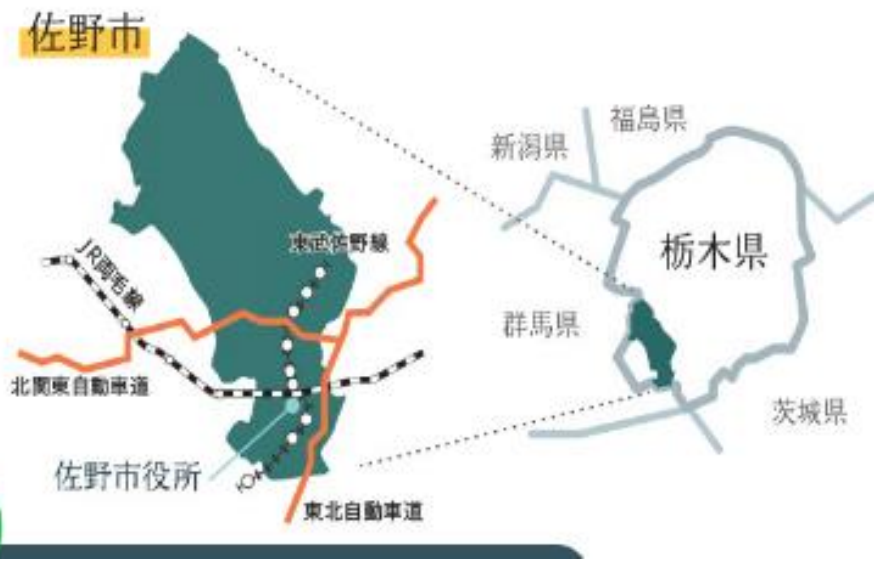 佐野市
福島県
新潟県
東武佐野線
栃木県
JR両毛線
群馬県
北関東自動車道
茨城県
佐野市役所
東北自動車道